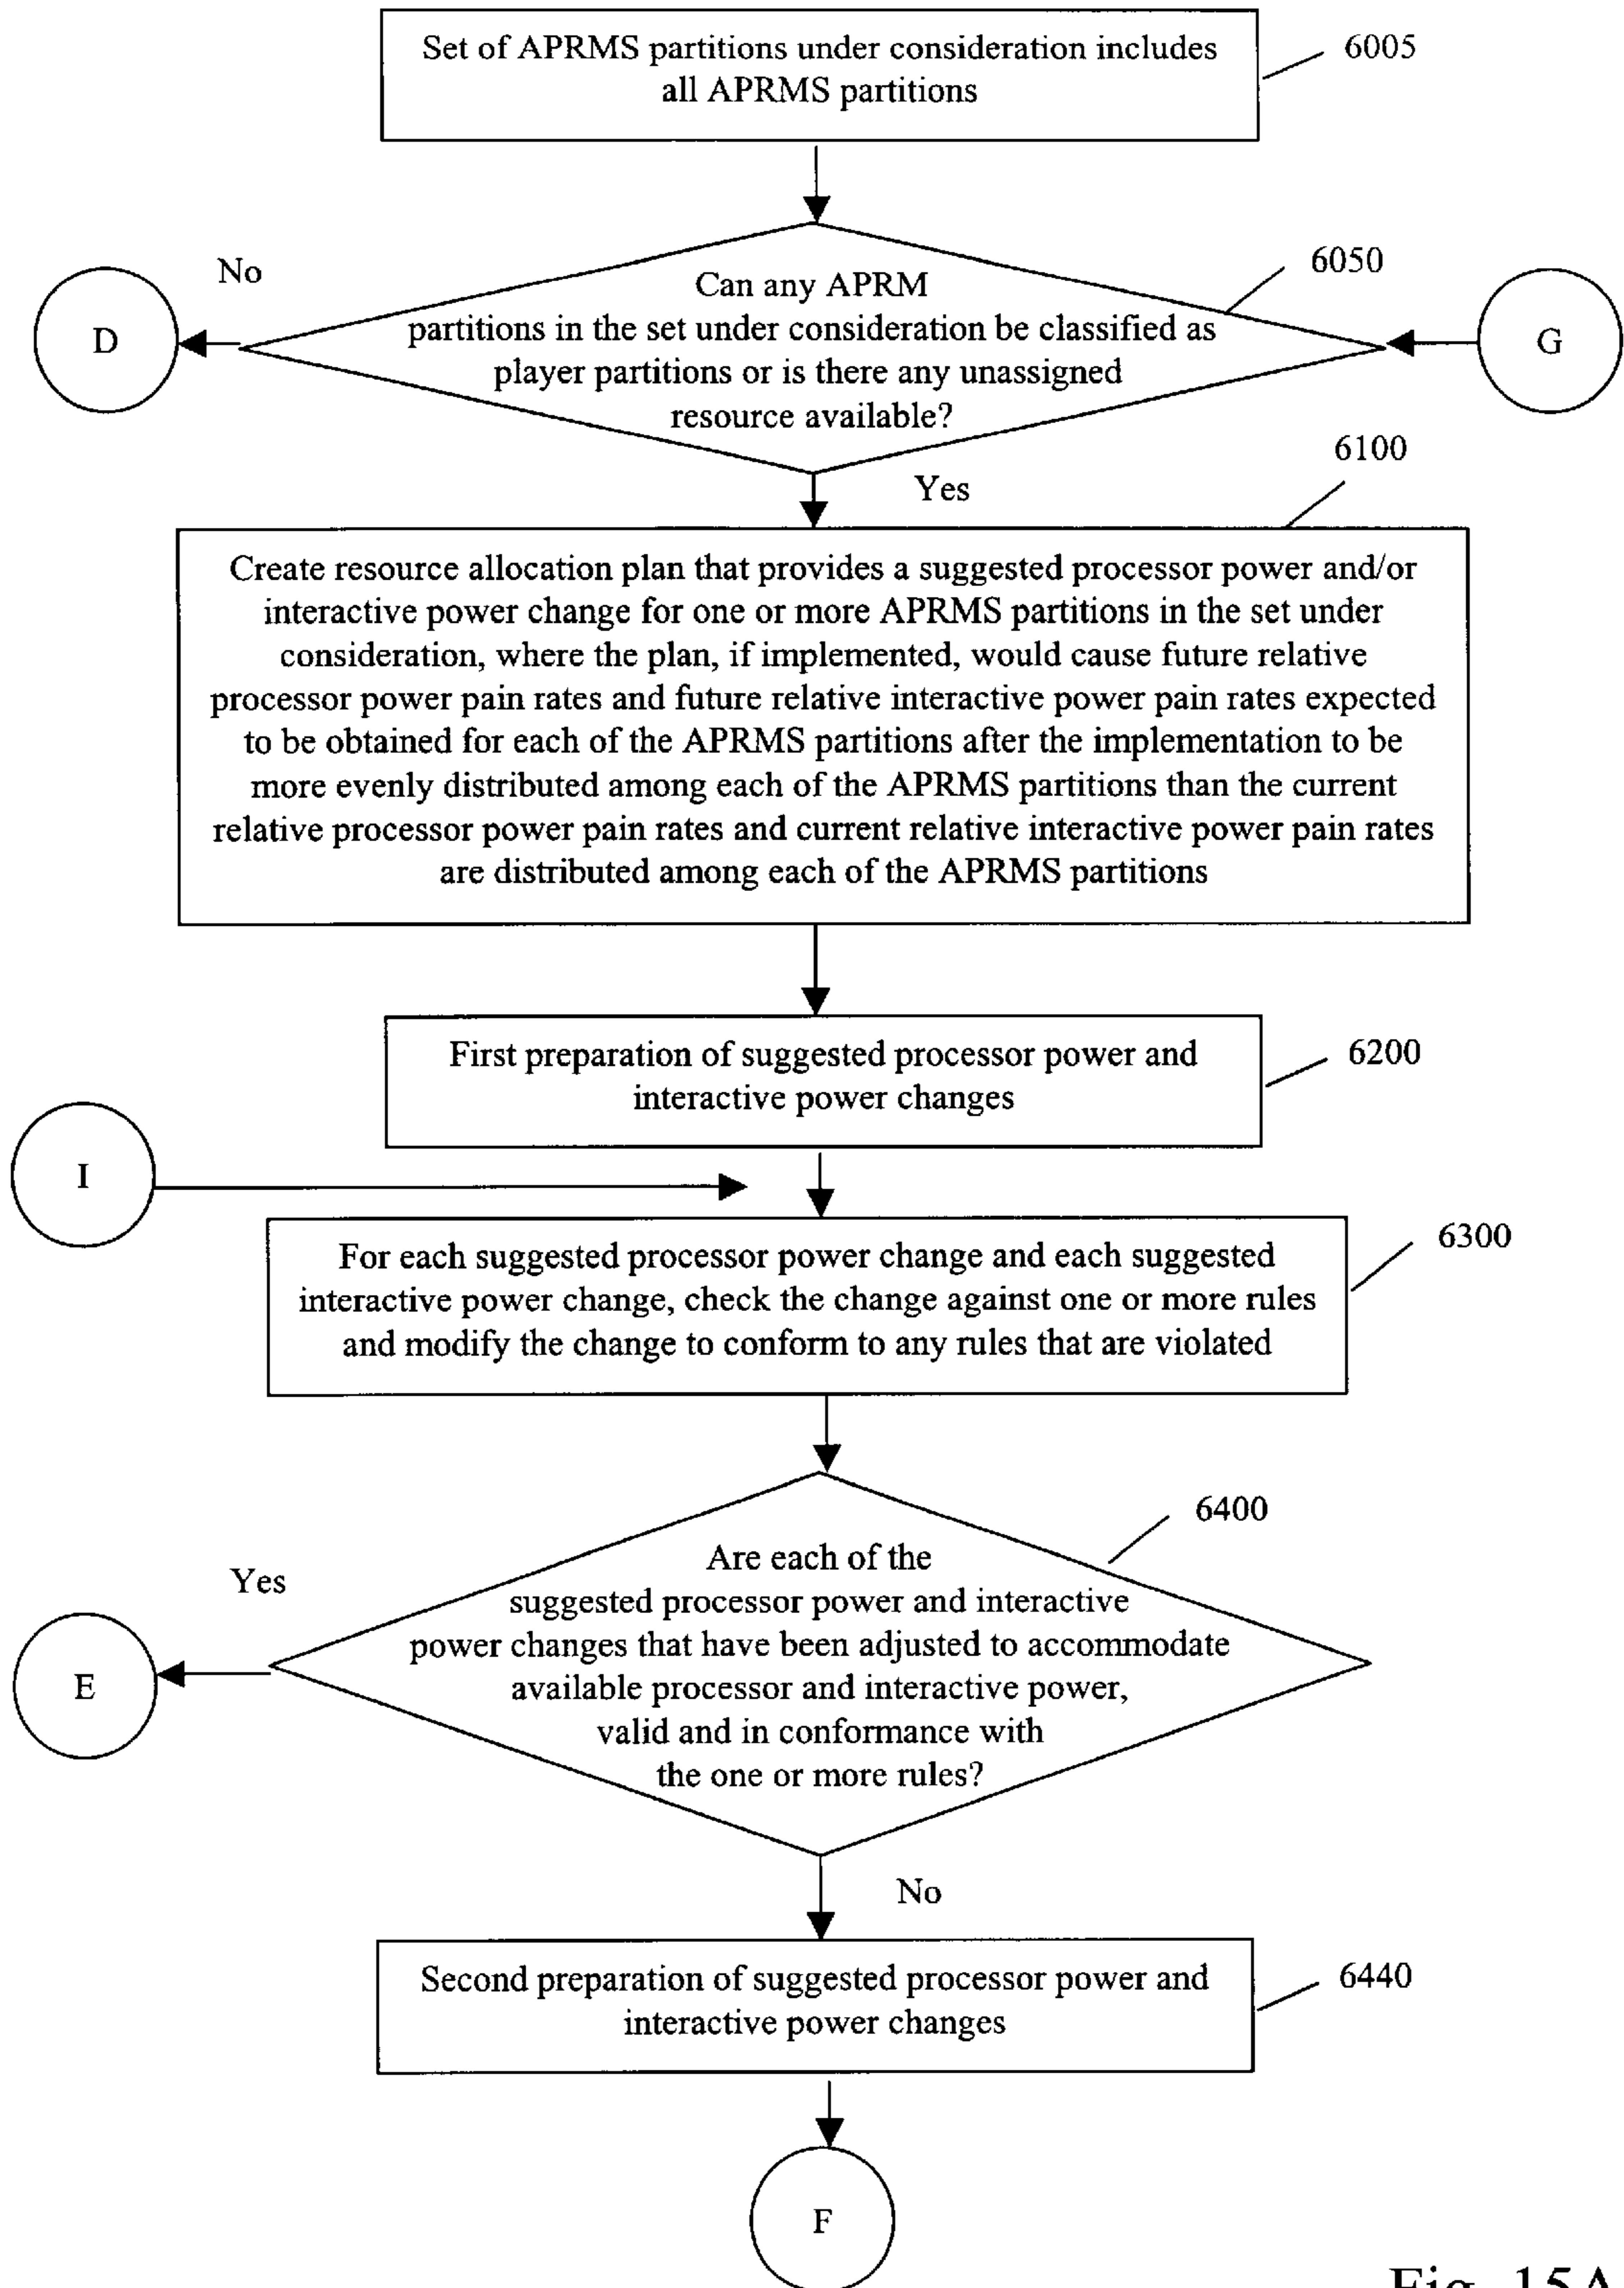 Set of APRMS partitions under consideration includes
all APRMS partitions
6005
No
6050
D
Can any APRM
partitions in the set under consideration be classified as
player partitions or is there any unassigned
resource available?
G
6100
Yes
Create resource allocation plan that provides a suggested processor power and/or
interactive power change for one or more APRMS partitions in the set under
consideration, where the plan, if implemented, would cause future relative
processor power pain rates and future relative interactive power pain rates expected
to be obtained for each of the APRMS partitions after the implementation to be
more evenly distributed among each of the APRMS partitions than the current
relative processor power pain rates and current relative interactive power pain rates
are distributed among each of the APRMS partitions
First preparation of suggested processor power and
interactive power changes
6200
I
For each suggested processor power change and each suggested
interactive power change, check the change against one or more rules
and modify the change to conform to any rules that are violated
6300
6400
Yes
Are each of the
suggested processor power and interactive
power changes that have been adjusted to accommodate
available processor and interactive power,
valid and in conformance with
the one or more rules?
E
No
Second preparation of suggested processor power and
interactive power changes
6440
F
Fig. 15A